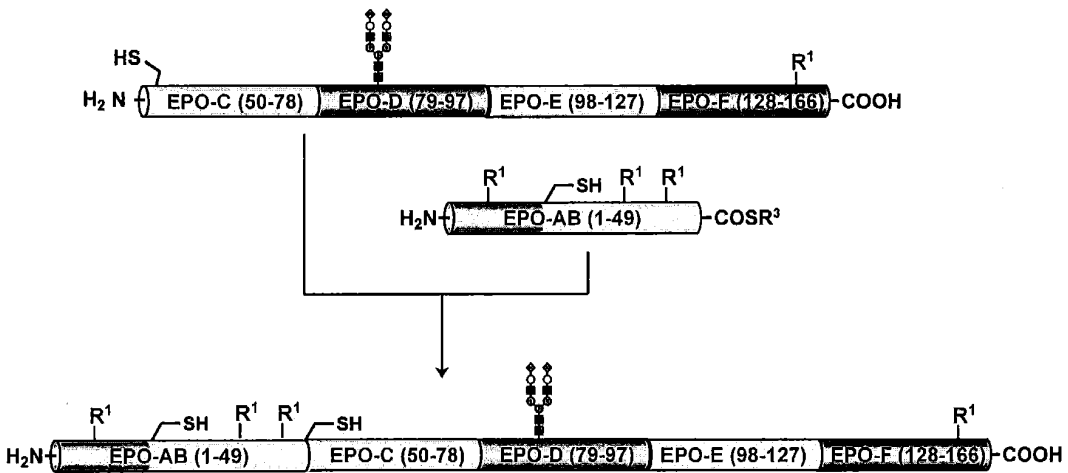 HS
R¹
H₂ N
EPO-C (50-78) EPO-D (79-97) EPO-E (98-127) EPO-F (128-166)
COOH
R¹ SH R¹ R¹
H₂N
EPO-AB (1-49)
COSR³
R¹ SH R¹ R¹ SH R¹
H₂N
EPO-AB (1-49) EPO-C (50-78) EPO-D (79-97) EPO-E (98-127) EPO-F (128-166)
COOH